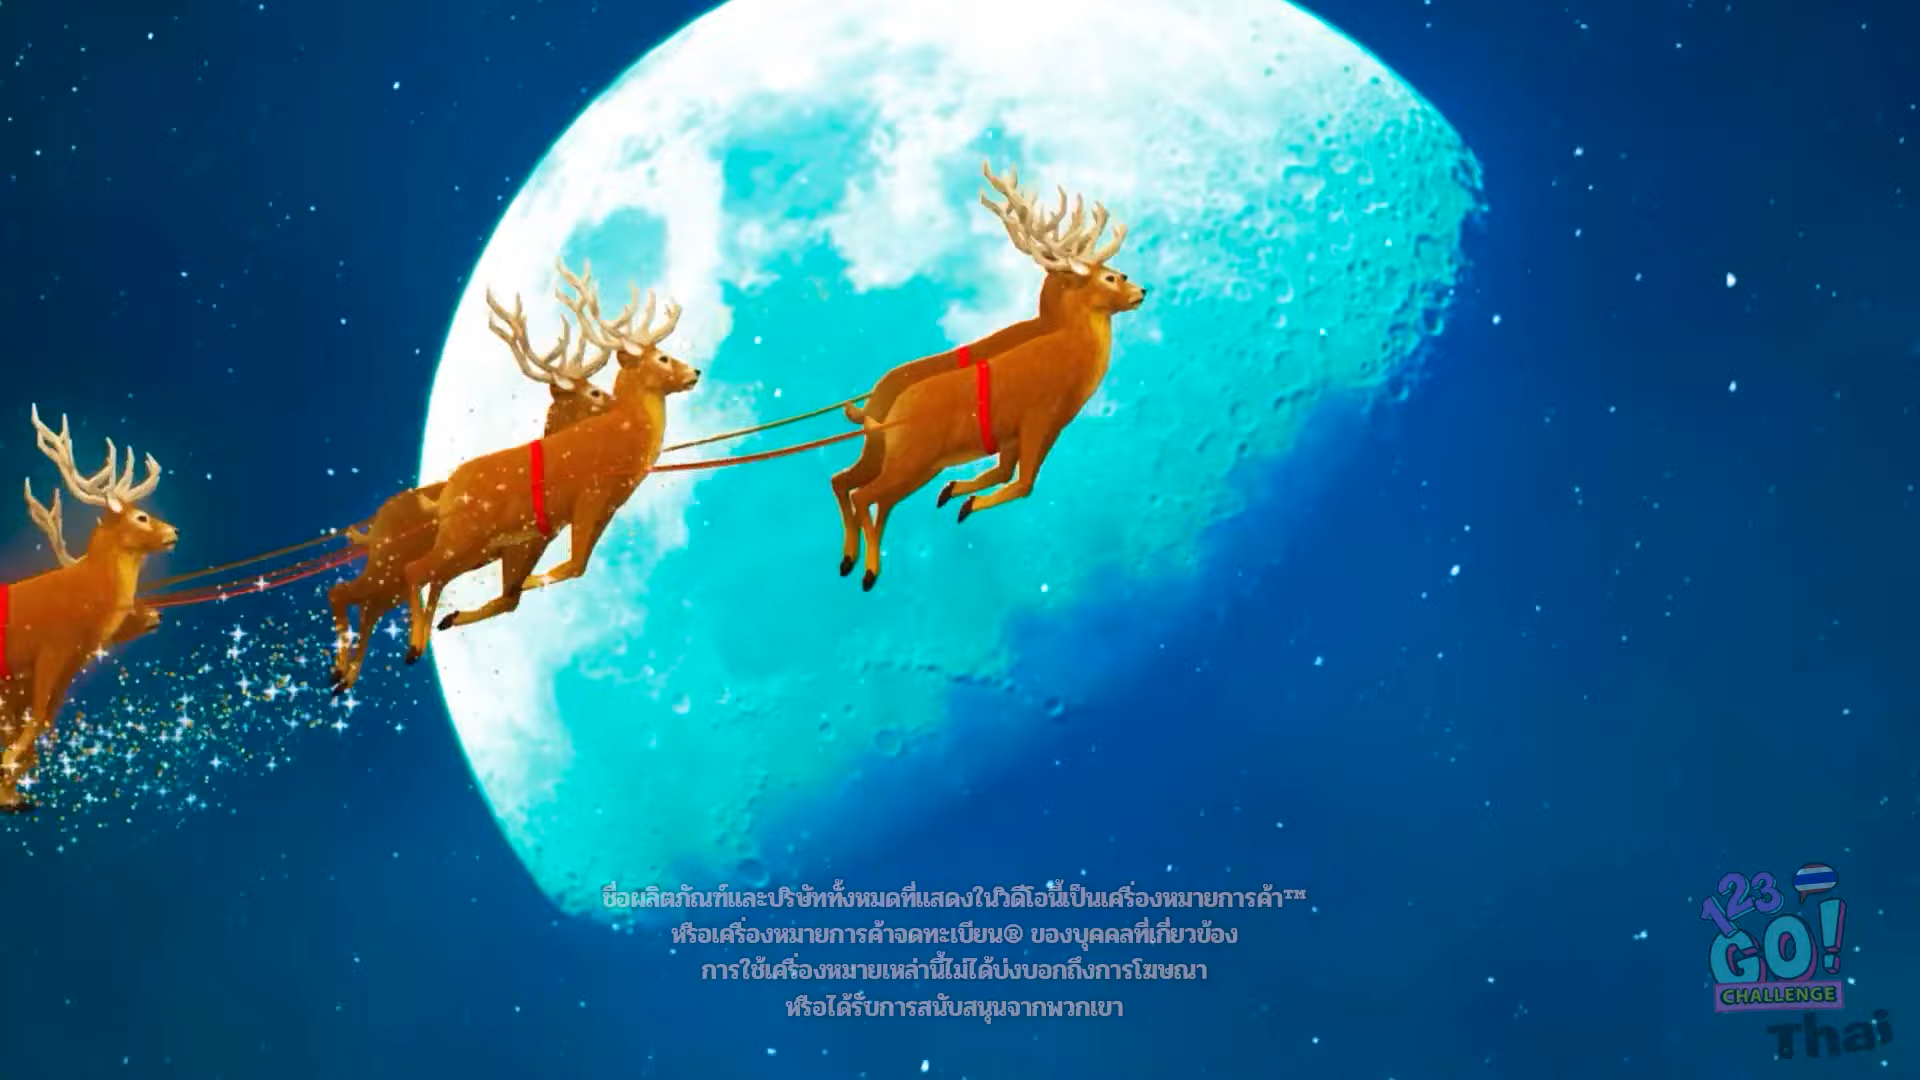 ชื่อผลิตภัณฑ์และบริษัททั้งหมดที่แสดงในวิดีโอนี้เป็นเครื่องหมายการค้า™
หรือเครื่องหมายการค้าจดทะเบียน® ของบุคคลที่เกี่ยวข้อง
การใช้เครื่องหมายเหล่านี้ไม่ได้บ่งบอกถึงการโฆษณา
หรือได้รับการสนับสนุนจากพวกเขา
123
GO!
CHALLENGE
Thai